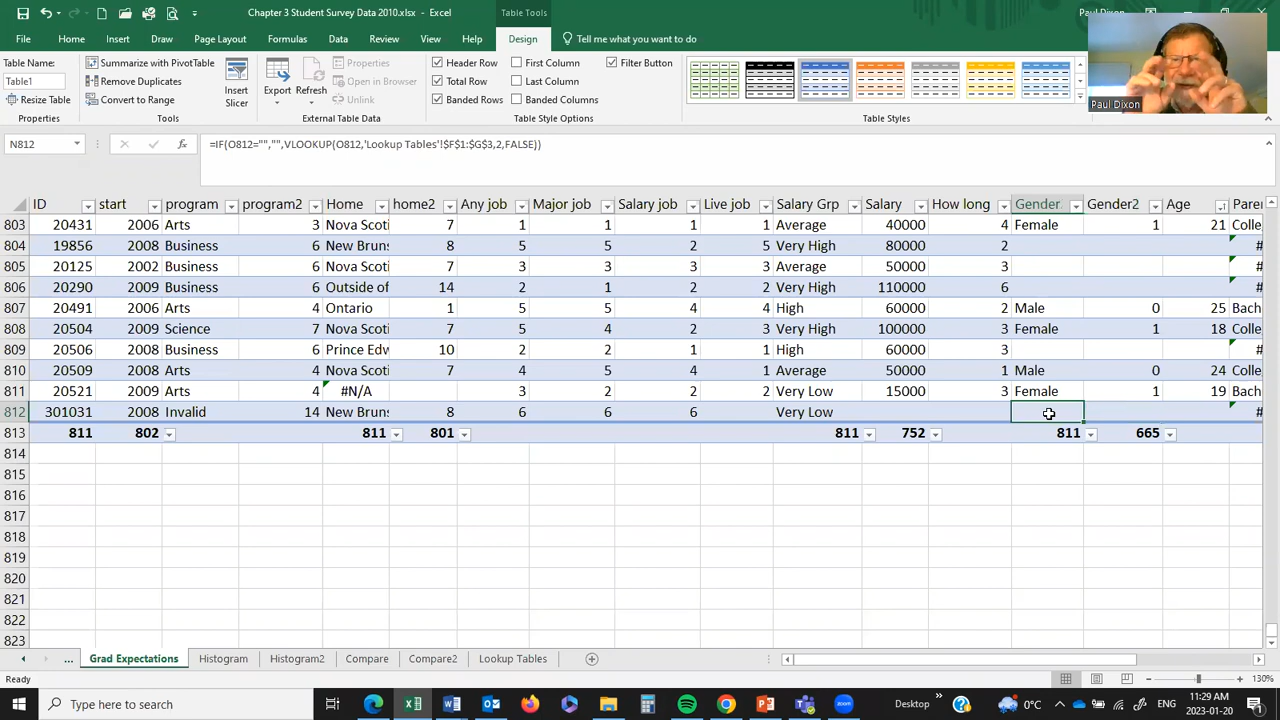 Chapter 3 Student Survey Data 2010.xlsx - Excel
Table Tools
Paul Dixon
File Home Insert Draw Page Layout Formulas Data Review View Help Design Tell me what you want to do
Table Name:
Table1
Resize Table
Properties
Summarize with PivotTable
Remove Duplicates
Convert to Range
Insert Slicer
Tools
Export Refresh
Properties
Open in Browser
Unlink
External Table Data
Header Row First Column Filter Button
Total Row Last Column
Banded Rows Banded Columns
Table Style Options
Table Styles
N812 =IF(O812="","",VLOOKUP(O812,'Lookup Tables'!$F$1:$G$3,2,FALSE))
ID start program program2 Home home2 Any job Major job Salary job Live job Salary Grp Salary How long Gender Gender2 Age Paren
803 20431 2006 Arts 3 Nova Scoti 7 1 1 1 1 Average 40000 4 Female 1 21 Colle
804 19856 2008 Business 6 New Bruns 8 5 5 2 5 Very High 80000 2 #
805 20125 2002 Business 6 Nova Scoti 7 3 3 3 3 Average 50000 3 #
806 20290 2009 Business 6 Outside of 14 2 1 2 2 Very High 110000 6 #
807 20491 2006 Arts 4 Ontario 1 5 5 4 4 High 60000 2 Male 0 25 Bach
808 20504 2009 Science 7 Nova Scoti 7 5 4 2 3 Very High 100000 3 Female 1 18 Colle
809 20506 2008 Business 6 Prince Edw 10 2 2 1 1 High 60000 3 #
810 20509 2008 Arts 4 Nova Scoti 7 4 4 1 1 Average 50000 1 Male 0 24 Colle
811 20521 2009 Arts 4 #N/A 3 2 2 2 Very Low 15000 3 Female 1 19 Bach
812 301031 2008 Invalid 14 New Bruns 8 6 6 6 Very Low #
813 811 802 811 801 811 752 811 665
814
815
816
817
818
819
820
821
822
823
... Grad Expectations Histogram Histogram2 Compare Compare2 Lookup Tables
Ready 130%
Type here to search
Desktop
0°C
ENG
11:29 AM
2023-01-20